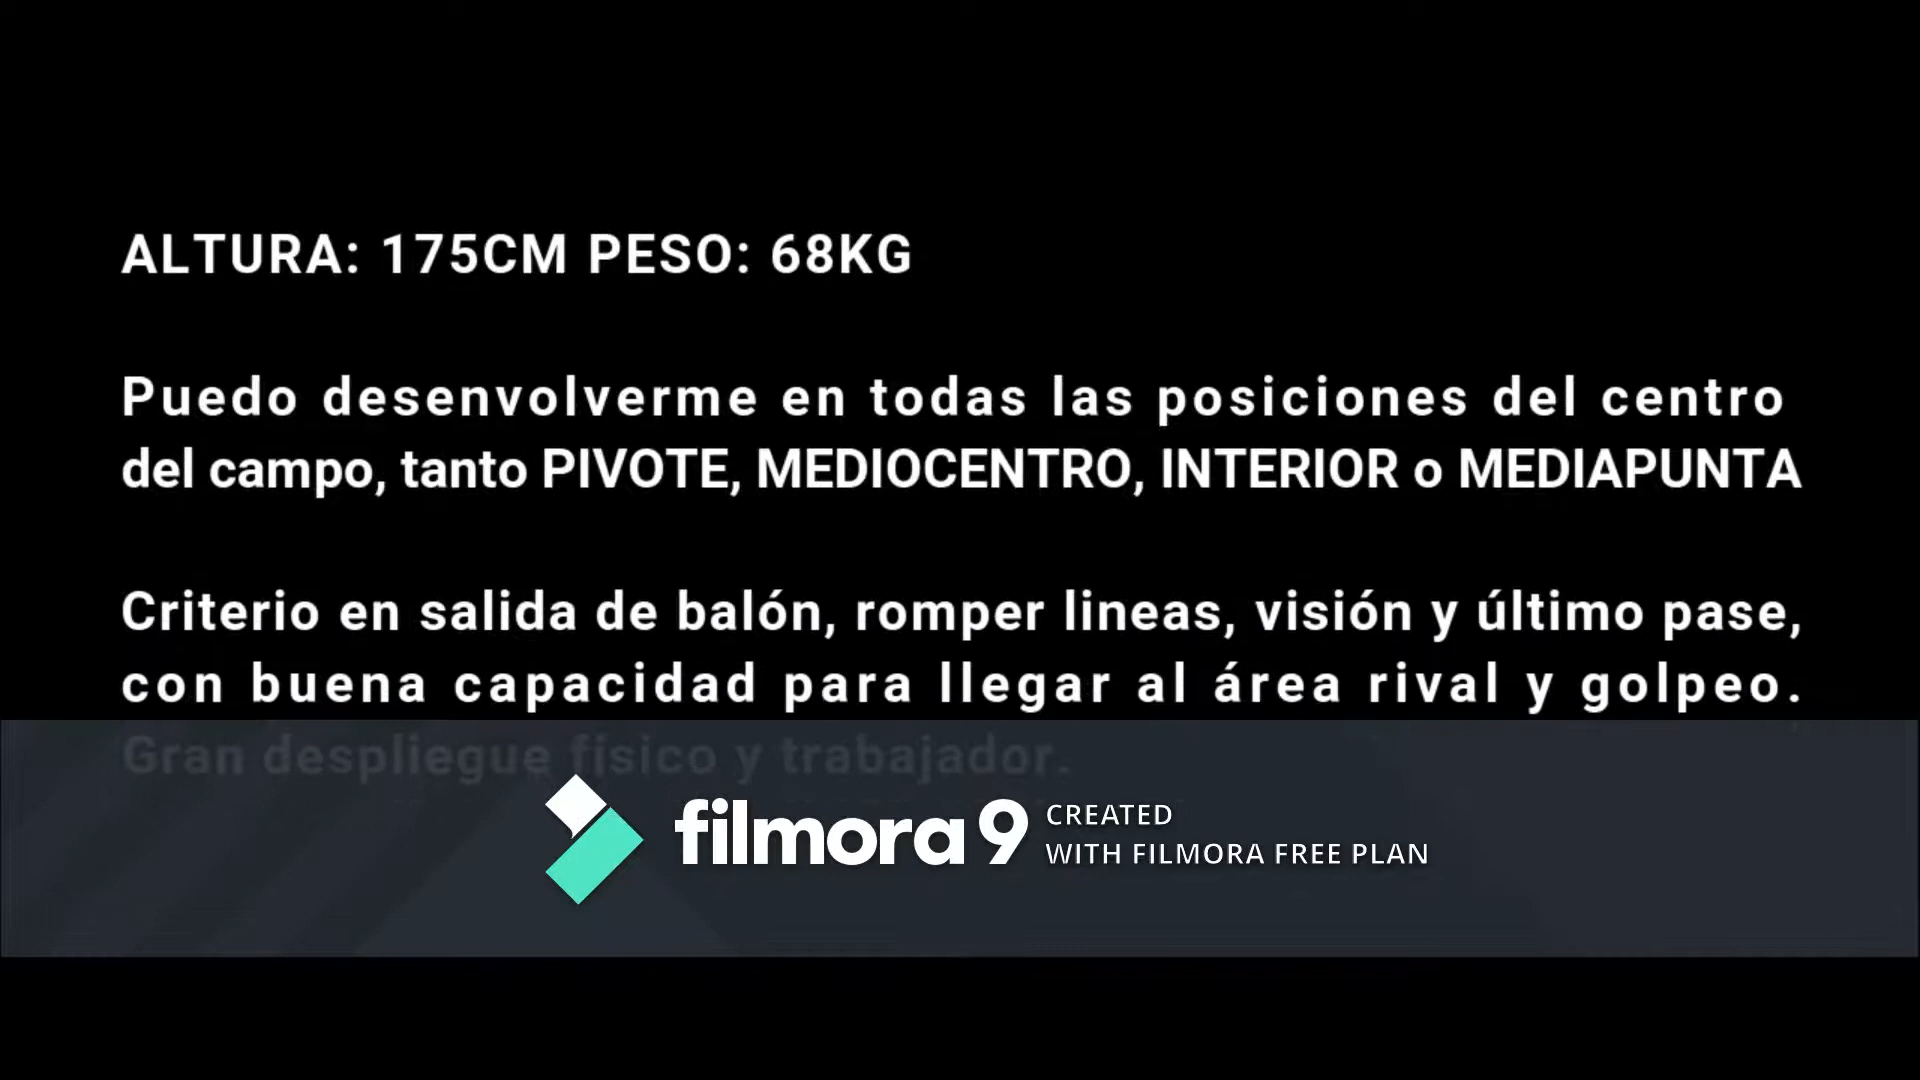 ALTURA: 175CM PESO: 68KG
Puedo desenvolverme en todas las posiciones del centro
del campo, tanto PIVOTE, MEDIOCENTRO, INTERIOR o MEDIAPUNTA
Criterio en salida de balón, romper lineas, visión y último pase,
con buena capacidad para llegar al área rival y golpeo.
Gran despliegue físico y trabajador.
filmora 9 CREATED
WITH FILMORA FREE PLAN